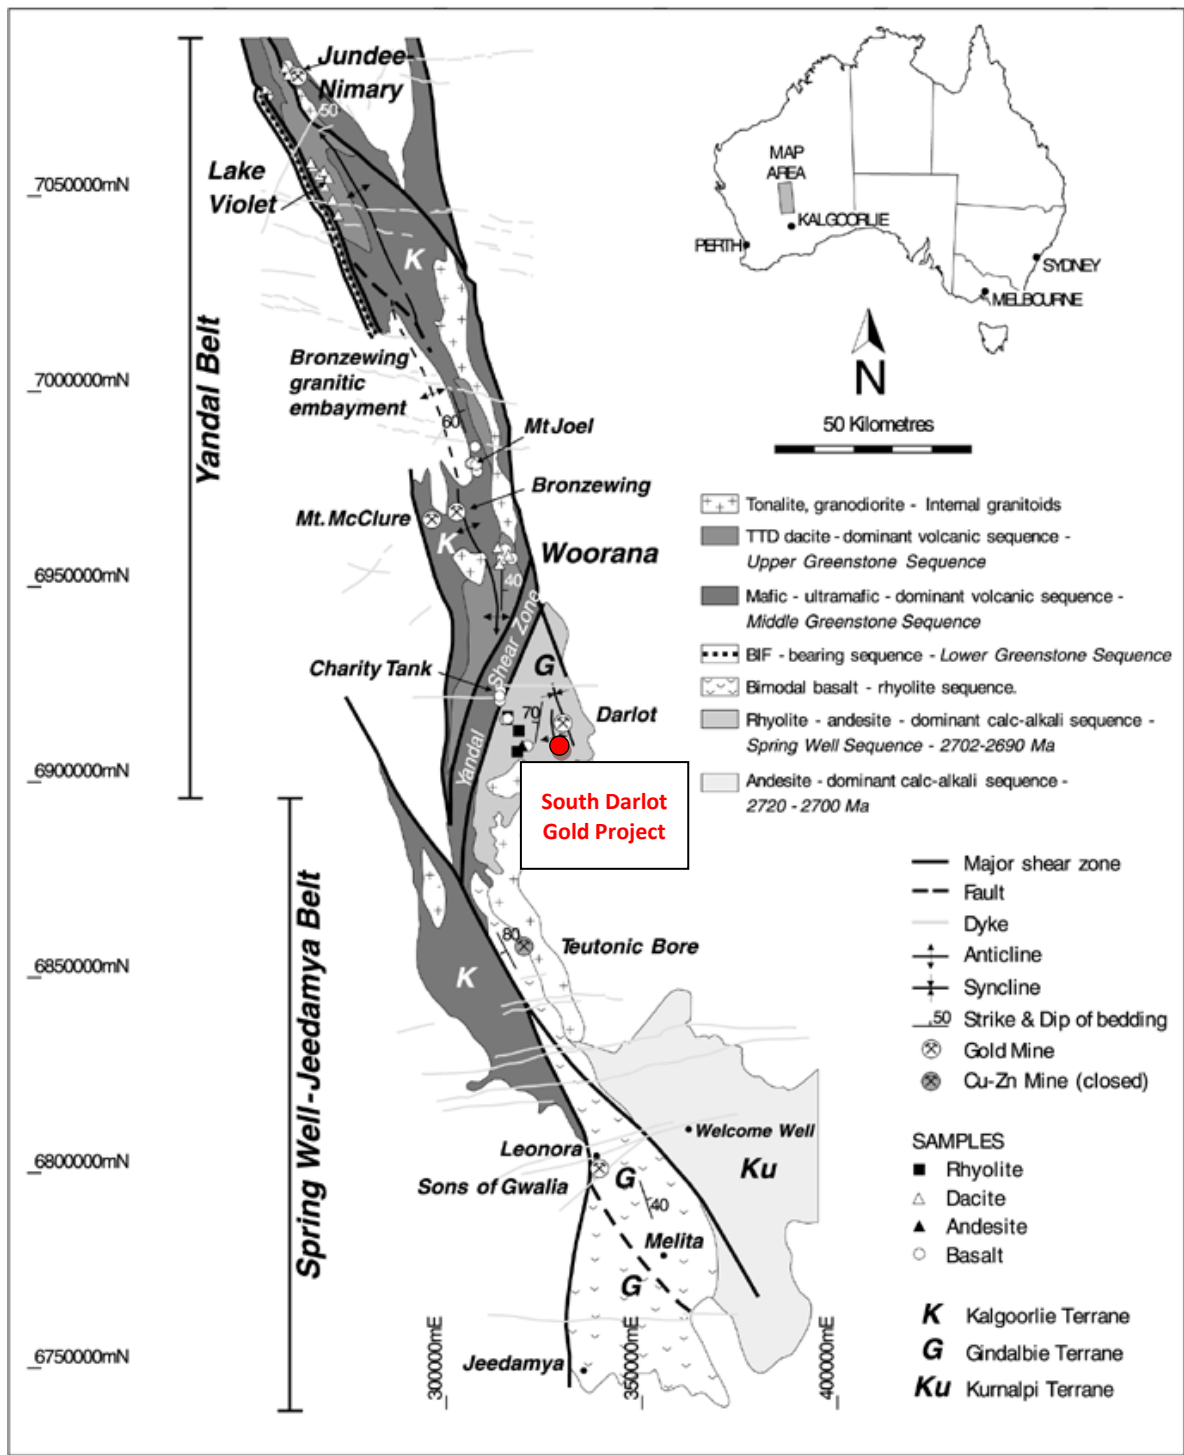 Jundee-
Nimary
50
Lake
Violet
7050000mN
K
MAP
AREA
KALGOORLIE
PERTH
SYDNEY
MELBOURNE
N
50 Kilometres
Yandal Belt
7000000mN
Bronzewing
granitic
embayment
60
Mt Joel
Bronzewing
Mt. McClure
K
Woorana
40
6950000mN
Yandal Shear Zone
G
Charity Tank
70
Darlot
6900000mN
South Darlot
Gold Project
Tonalite, granodiorite - Internal granitoids
TTD dacite - dominant volcanic sequence -
Upper Greenstone Sequence
Mafic - ultramafic - dominant volcanic sequence -
Middle Greenstone Sequence
BIF - bearing sequence - Lower Greenstone Sequence
Bimodal basalt - rhyolite sequence.
Rhyolite - andesite - dominant calc-alkali sequence -
Spring Well Sequence - 2702-2690 Ma
Andesite - dominant calc-alkali sequence -
2720 - 2700 Ma
Major shear zone
Fault
Dyke
Anticline
Syncline
50 Strike & Dip of bedding
Gold Mine
Cu-Zn Mine (closed)
SAMPLES
Rhyolite
Dacite
Andesite
Basalt
K Kalgoorlie Terrane
G Gindalbie Terrane
Ku Kurnalpi Terrane
Spring Well-Jeedamya Belt
80
Teutonic Bore
6850000mN
K
Welcome Well
Leonora
Ku
6800000mN
Sons of Gwalia
G
40
Melita
G
6750000mN
Jeedamya
300000mE
350000mE
400000mE